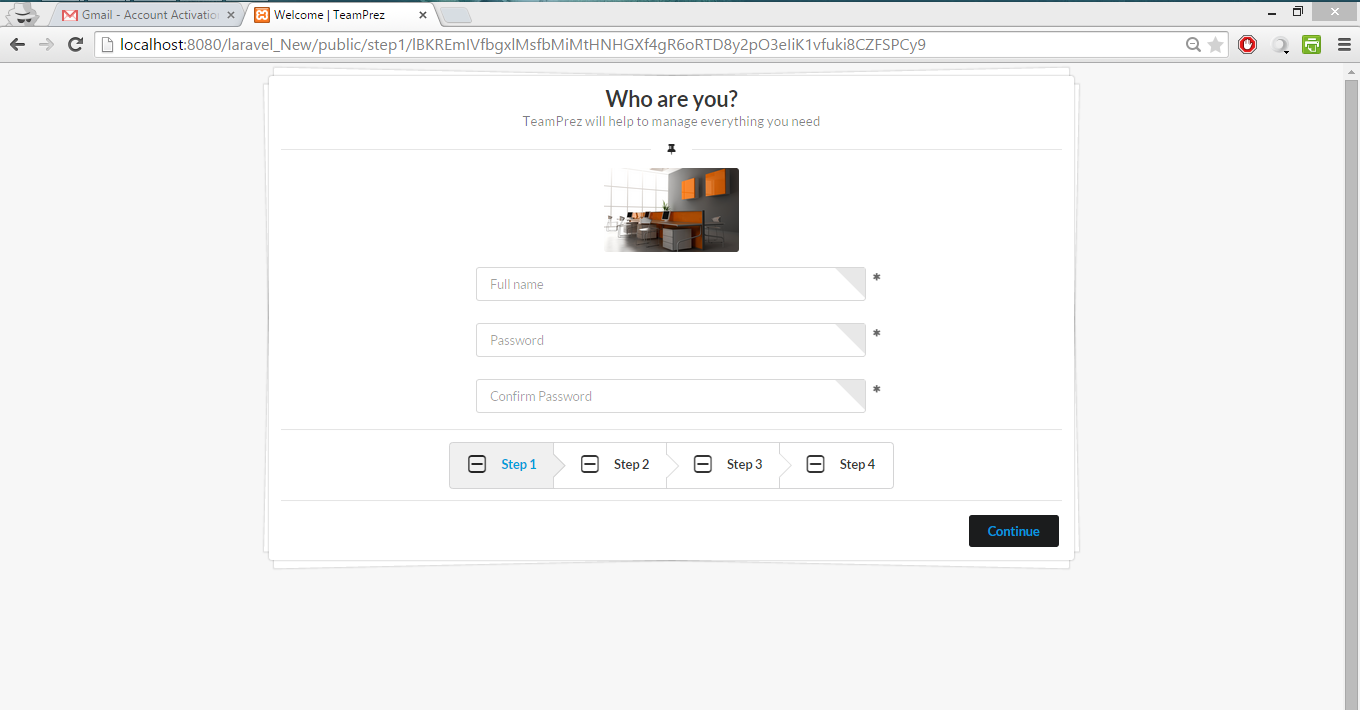 Gmail - Account Activatio
Welcome | TeamPrez
localhost:8080/laravel_New/public/step1/lBKREmIVfbgxlMsfbMiMtHNHGXf4gR6oRTD8y2pO3eIiK1vfuki8CZFSPCy9
Who are you?
TeamPrez will help to manage everything you need
Full name *
Password *
Confirm Password *
Step 1 Step 2 Step 3 Step 4
Continue